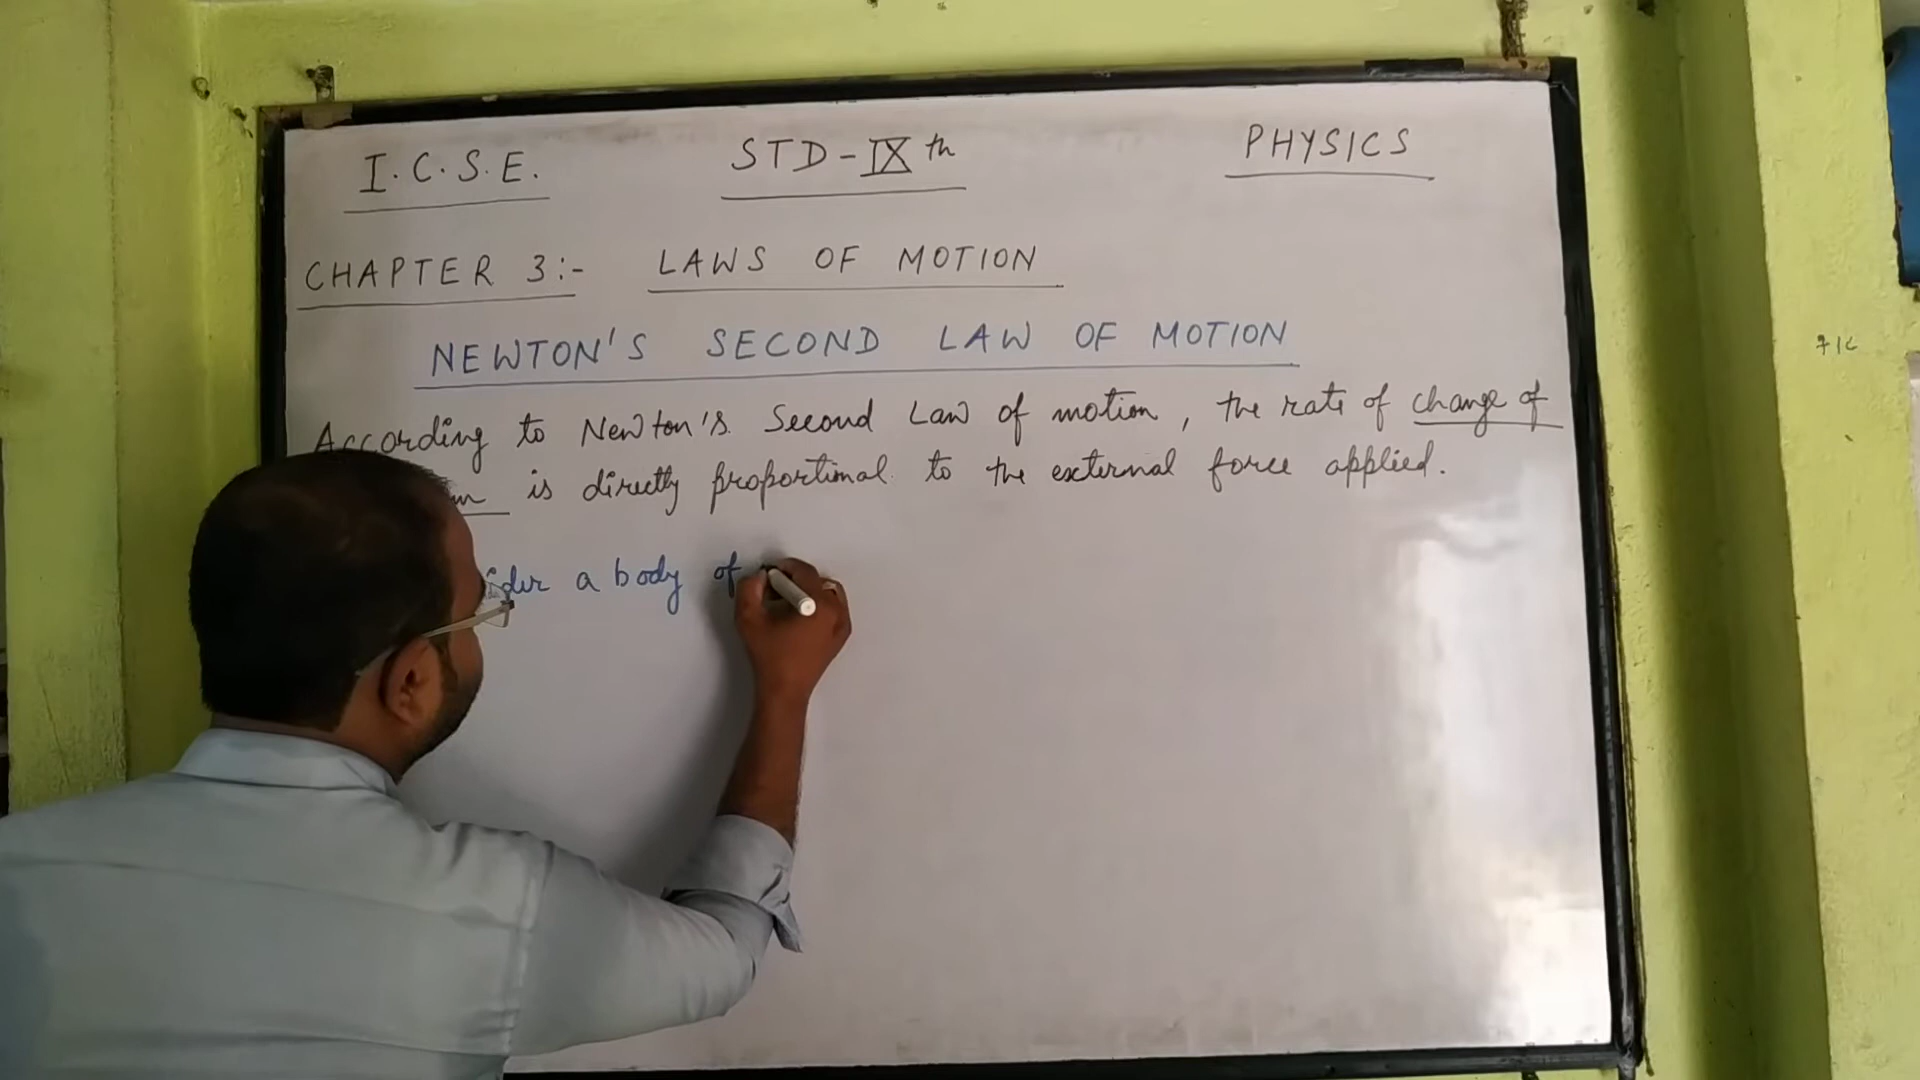 I.C.S.E. STD-IXth PHYSICS
CHAPTER 3:- LAWS OF MOTION
NEWTON'S SECOND LAW OF MOTION
According to Newton's Second Law of motion, the rate of change of
is directly proportional to the external force applied.
a body of